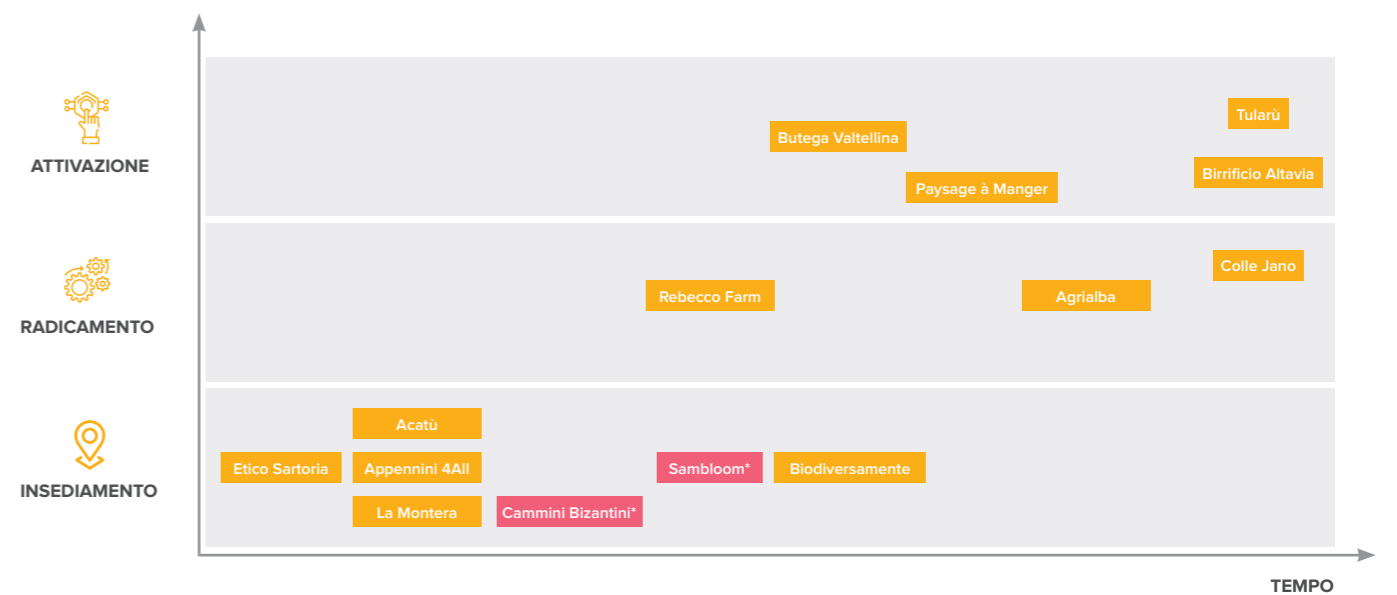 Tularù
Butega Valtellina
ATTIVAZIONE
Birrificio Altavia
Paysage à Manger
Colle Jano
Rebecco Farm
Agrialba
RADICAMENTO
Acatù
Etico Sartoria
Appennini 4All
Sambloom*
Biodiversamente
INSEDIAMENTO
La Montera
Cammini Bizantini*
TEMPO